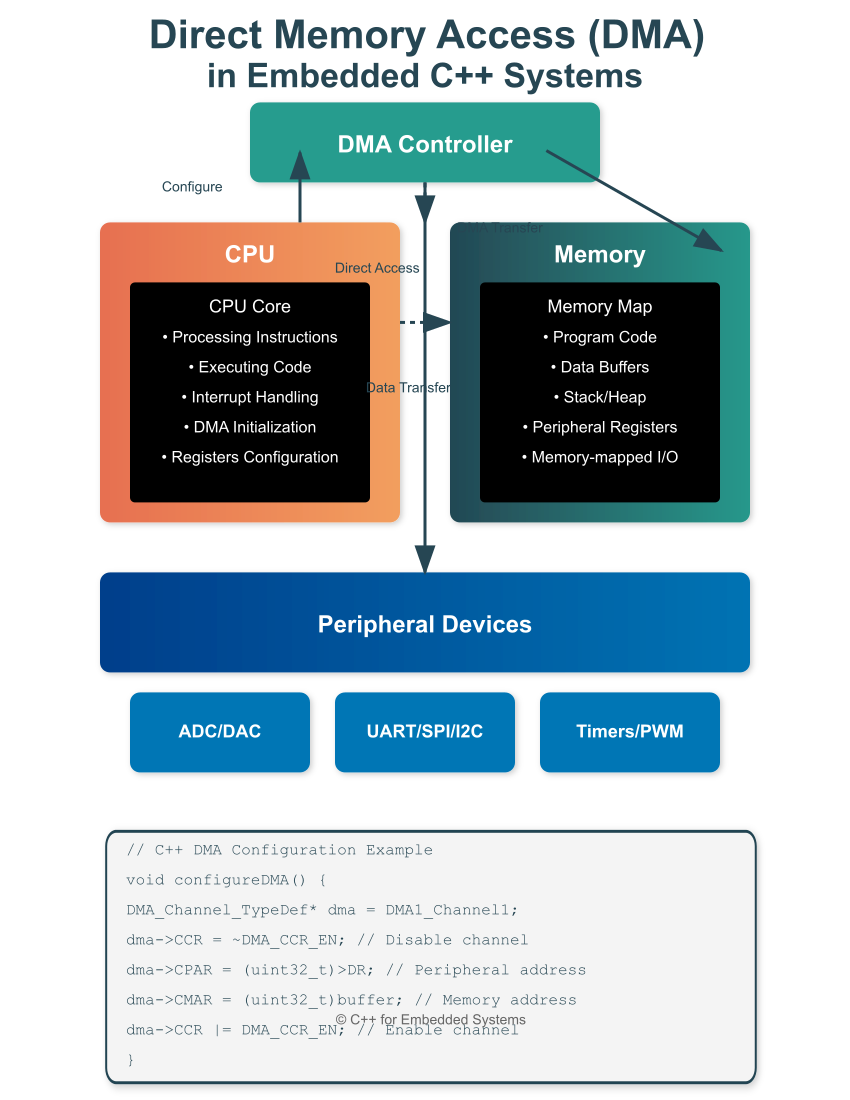 Direct Memory Access (DMA)
in Embedded C++ Systems
DMA Controller
Configure
DMA Transfer
CPU
Memory
Direct Access
CPU Core
• Processing Instructions
• Executing Code
• Interrupt Handling
• DMA Initialization
• Registers Configuration
Memory Map
• Program Code
• Data Buffers
• Stack/Heap
• Peripheral Registers
• Memory-mapped I/O
Data Transfer
Peripheral Devices
ADC/DAC
UART/SPI/I2C
Timers/PWM
// C++ DMA Configuration Example
void configureDMA() {
DMA_Channel_TypeDef* dma = DMA1_Channel1;
dma->CCR = ~DMA_CCR_EN; // Disable channel
dma->CPAR = (uint32_t)>DR; // Peripheral address
dma->CMAR = (uint32_t)buffer; // Memory address
© C++ for Embedded Systems
dma->CCR |= DMA_CCR_EN; // Enable channel
}